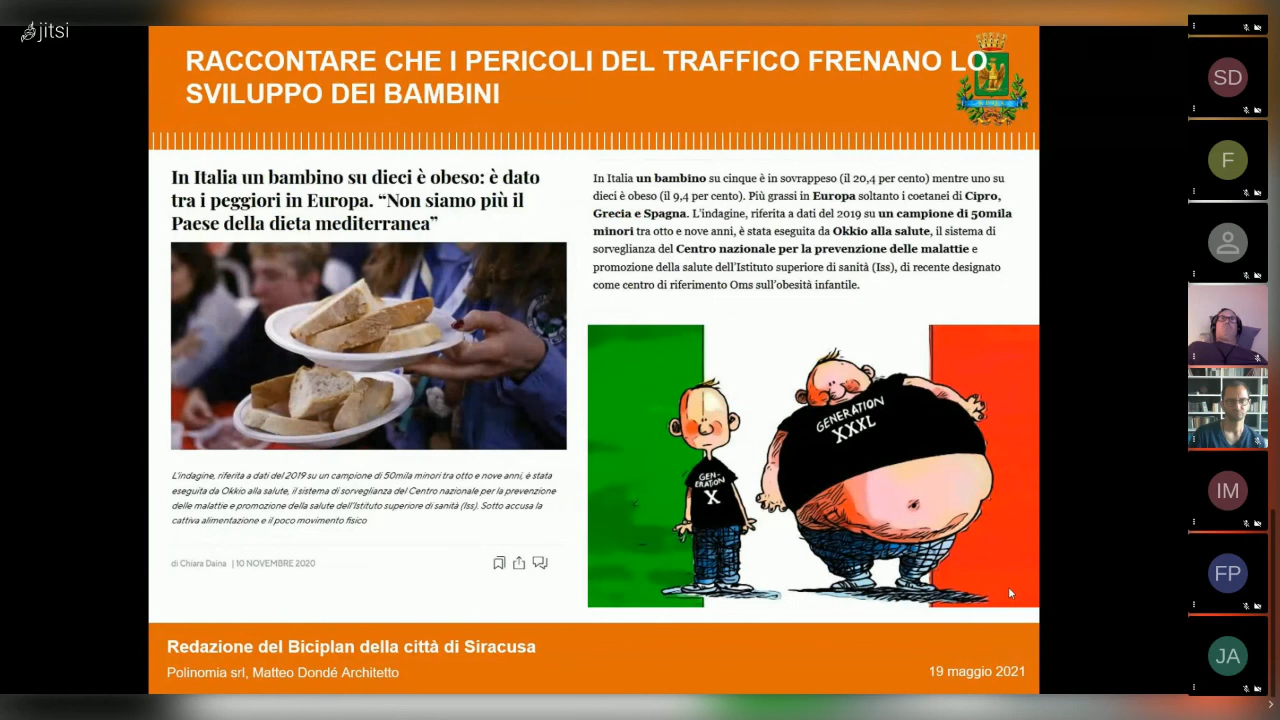 jitsi
RACCONTARE CHE I PERICOLI DEL TRAFFICO FRENANO LO
SVILUPPO DEI BAMBINI
In Italia un bambino su dieci è obeso: è dato
tra i peggiori in Europa. “Non siamo più il
Paese della dieta mediterranea”
L'indagine, riferita a dati del 2019 su un campione di 50mila minori tra otto e nove anni, è stata
eseguita da Okkio alla salute, il sistema di sorveglianza del Centro nazionale per la prevenzione
delle malattie e promozione della salute dell'Istituto superiore di sanità (Iss). Sotto accusa la
cattiva alimentazione e il poco movimento fisico
di Chiara Daina | 10 NOVEMBRE 2020
In Italia un bambino su cinque è in sovrappeso (il 20,4 per cento) mentre uno su
dieci è obeso (il 9,4 per cento). Più grassi in Europa soltanto i coetanei di Cipro,
Grecia e Spagna. L'indagine, riferita a dati del 2019 su un campione di 50mila
minori tra otto e nove anni, è stata eseguita da Okkio alla salute, il sistema di
sorveglianza del Centro nazionale per la prevenzione delle malattie e
promozione della salute dell'Istituto superiore di sanità (Iss), di recente designato
come centro di riferimento Oms sull'obesità infantile.
GEN-
ERATION
X
GENERATION
XXXL
Redazione del Biciplan della città di Siracusa
Polinomia srl, Matteo Dondé Architetto
19 maggio 2021
SD
F
IM
FP
JA